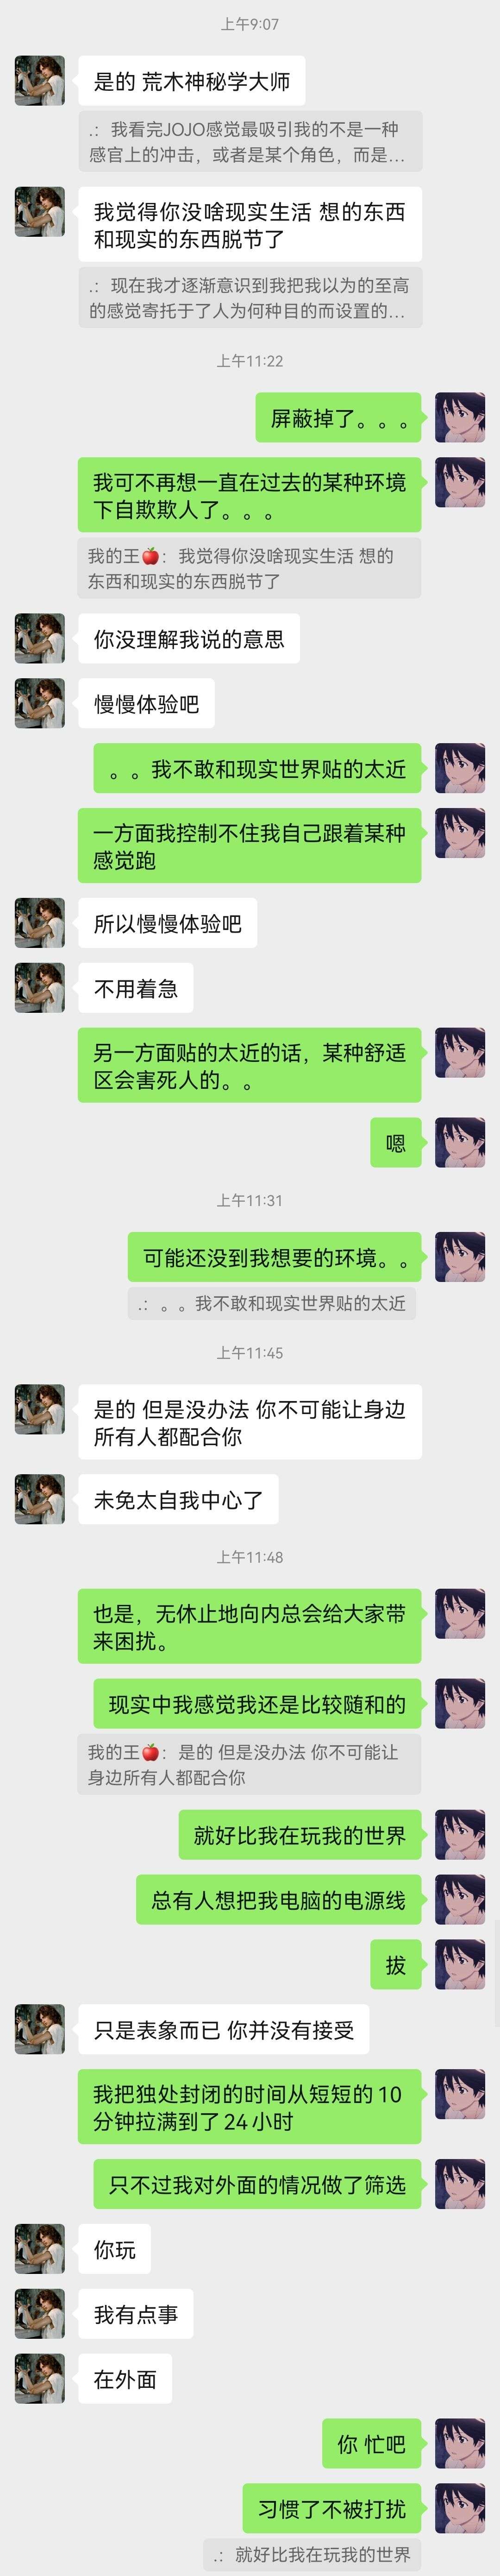 上午9:07
是的 荒木神秘学大师
.：我看完JOJO感觉最吸引我的不是一种
感官上的冲击，或者是某个角色，而是...
我觉得你没啥现实生活 想的东西
和现实的东西脱节了
.：现在我才逐渐意识到我把我以为的至高
的感觉寄托于了人为何种目的而设置的...
上午11:22
屏蔽掉了。。。
我可不再想一直在过去的某种环境
下自欺欺人了。。。
我的王🍎：我觉得你没啥现实生活 想的
东西和现实的东西脱节了
你没理解我说的意思
慢慢体验吧
。。我不敢和现实世界贴的太近
一方面我控制不住我自己跟着某种
感觉跑
所以慢慢体验吧
不用着急
另一方面贴的太近的话，某种舒适
区会害死人的。。
嗯
上午11:31
可能还没到我想要的环境。。
.：。。我不敢和现实世界贴的太近
上午11:45
是的 但是没办法 你不可能让身边
所有人都配合你
未免太自我中心了
上午11:48
也是，无休止地向内总会给大家带
来困扰。
现实中我感觉我还是比较随和的
我的王🍎：是的 但是没办法 你不可能让
身边所有人都配合你
就好比我在玩我的世界
总有人想把我电脑的电源线
拔
只是表象而已 你并没有接受
我把独处封闭的时间从短短的10
分钟拉满到了24小时
只不过我对外面的情况做了筛选
你玩
我有点事
在外面
你 忙吧
习惯了不被打扰
.：就好比我在玩我的世界